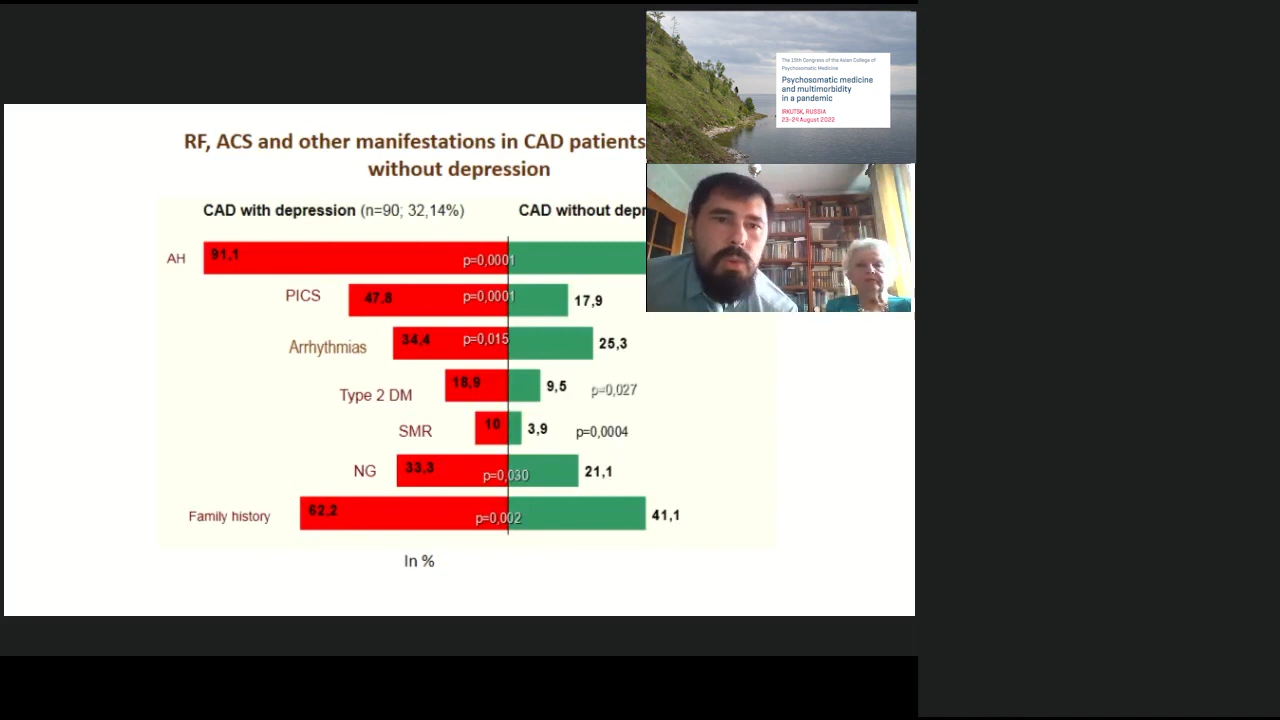 The 19th Congress of the Asian College of
Psychosomatic Medicine
Psychosomatic medicine
and multimorbidity
in a pandemic
IRKUTSK, RUSSIA
23-24 August 2022
RF, ACS and other manifestations in CAD patients
without depression
CAD with depression (n=90; 32,14%)
CAD without depr
AH 91,1 p=0,0001
PICS 47,8 p=0,0001 17,9
Arrhythmias 34,4 p=0,015 25,3
Type 2 DM 18,9 9,5 p=0,027
SMR 10 3,9 p=0,0004
NG 33,3 p=0,030 21,1
Family history 62,2 p=0,002 41,1
In %